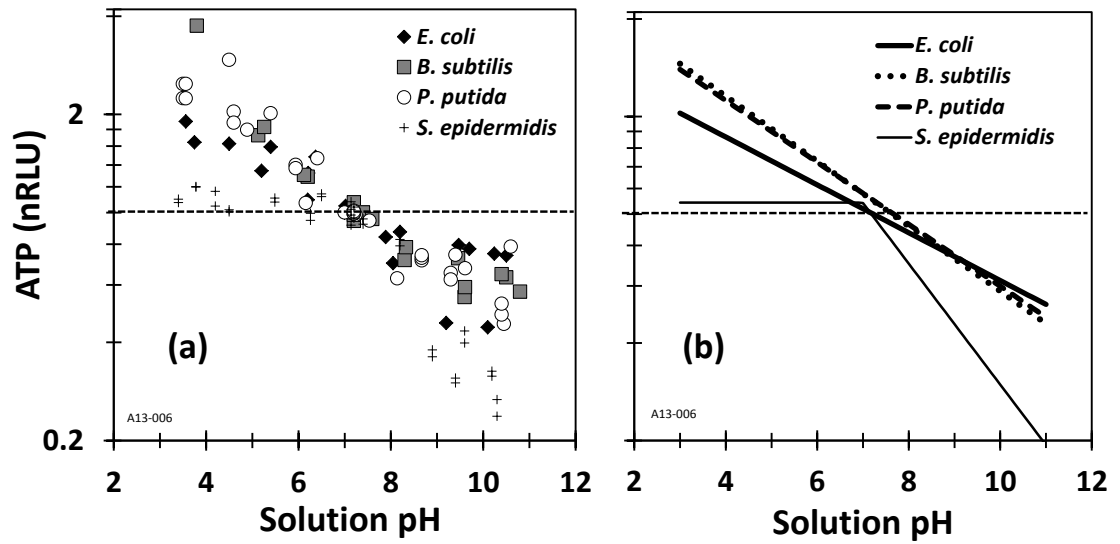 E. coli
B. subtilis
P. putida
S. epidermidis
2
0.2
ATP (nRLU)
(a)
A13-006
2 4 6 8 10 12
Solution pH
E. coli
B. subtilis
P. putida
S. epidermidis
(b)
A13-006
2 4 6 8 10 12
Solution pH